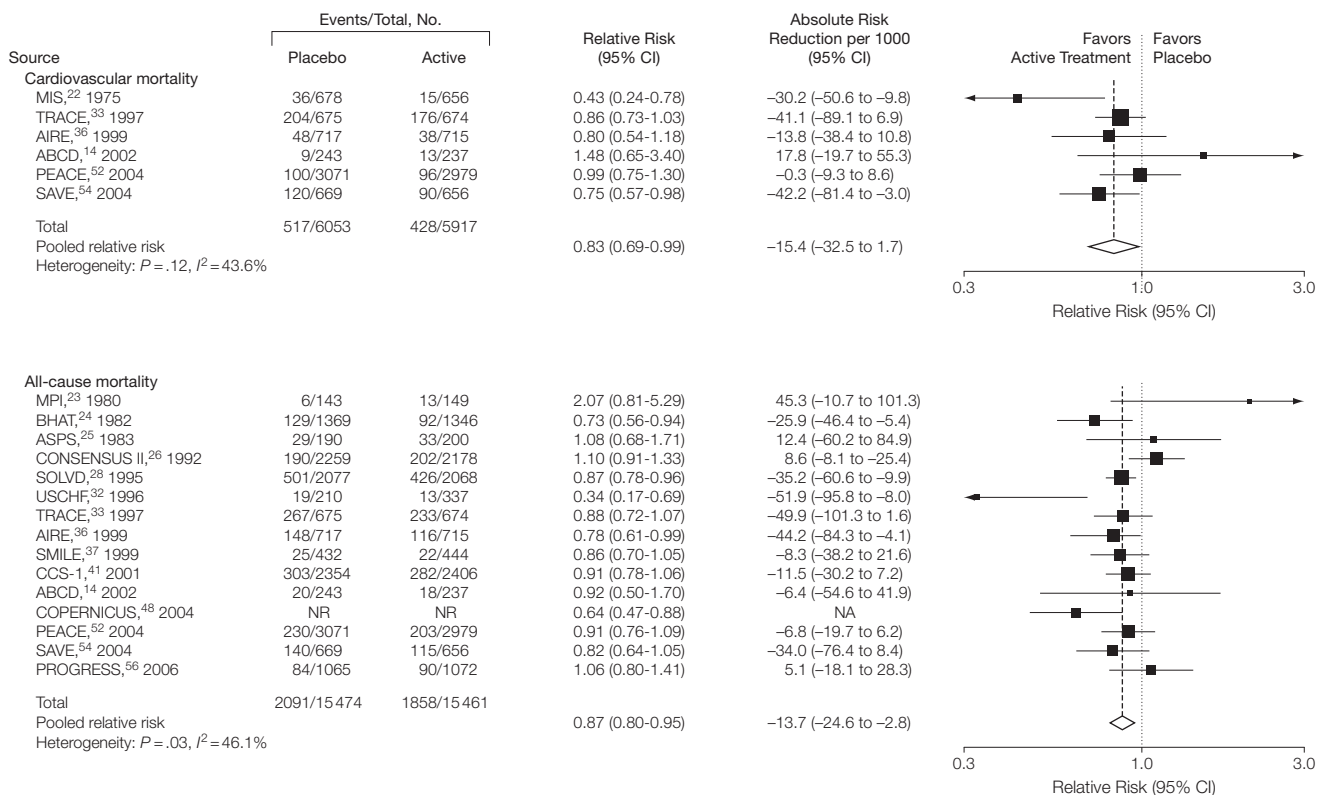 Events/Total, No.
Source Placebo Active Relative Risk (95% CI) Absolute Risk Reduction per 1000 (95% CI) Favors Active Treatment Favors Placebo
Cardiovascular mortality
MIS,22 1975 36/678 15/656 0.43 (0.24-0.78) –30.2 (–50.6 to –9.8)
TRACE,33 1997 204/675 176/674 0.86 (0.73-1.03) –41.1 (–89.1 to 6.9)
AIRE,36 1999 48/717 38/715 0.80 (0.54-1.18) –13.8 (–38.4 to 10.8)
ABCD,14 2002 9/243 13/237 1.48 (0.65-3.40) 17.8 (–19.7 to 55.3)
PEACE,52 2004 100/3071 96/2979 0.99 (0.75-1.30) –0.3 (–9.3 to 8.6)
SAVE,54 2004 120/669 90/656 0.75 (0.57-0.98) –42.2 (–81.4 to –3.0)
Total 517/6053 428/5917
Pooled relative risk 0.83 (0.69-0.99) –15.4 (–32.5 to 1.7)
Heterogeneity: P = .12, I2 = 43.6%
0.3 1.0 3.0
Relative Risk (95% CI)
All-cause mortality
MPI,23 1980 6/143 13/149 2.07 (0.81-5.29) 45.3 (–10.7 to 101.3)
BHAT,24 1982 129/1369 92/1346 0.73 (0.56-0.94) –25.9 (–46.4 to –5.4)
ASPS,25 1983 29/190 33/200 1.08 (0.68-1.71) 12.4 (–60.2 to 84.9)
CONSENSUS II,26 1992 190/2259 202/2178 1.10 (0.91-1.33) 8.6 (–8.1 to –25.4)
SOLVD,28 1995 501/2077 426/2068 0.87 (0.78-0.96) –35.2 (–60.6 to –9.9)
USCHF,32 1996 19/210 13/337 0.34 (0.17-0.69) –51.9 (–95.8 to –8.0)
TRACE,33 1997 267/675 233/674 0.88 (0.72-1.07) –49.9 (–101.3 to 1.6)
AIRE,36 1999 148/717 116/715 0.78 (0.61-0.99) –44.2 (–84.3 to –4.1)
SMILE,37 1999 25/432 22/444 0.86 (0.70-1.05) –8.3 (–38.2 to 21.6)
CCS-1,41 2001 303/2354 282/2406 0.91 (0.78-1.06) –11.5 (–30.2 to 7.2)
ABCD,14 2002 20/243 18/237 0.92 (0.50-1.70) –6.4 (–54.6 to 41.9)
COPERNICUS,48 2004 NR NR 0.64 (0.47-0.88) NA
PEACE,52 2004 230/3071 203/2979 0.91 (0.76-1.09) –6.8 (–19.7 to 6.2)
SAVE,54 2004 140/669 115/656 0.82 (0.64-1.05) –34.0 (–76.4 to 8.4)
PROGRESS,56 2006 84/1065 90/1072 1.06 (0.80-1.41) 5.1 (–18.1 to 28.3)
Total 2091/15 474 1858/15 461
Pooled relative risk 0.87 (0.80-0.95) –13.7 (–24.6 to –2.8)
Heterogeneity: P = .03, I2 = 46.1%
0.3 1.0 3.0
Relative Risk (95% CI)